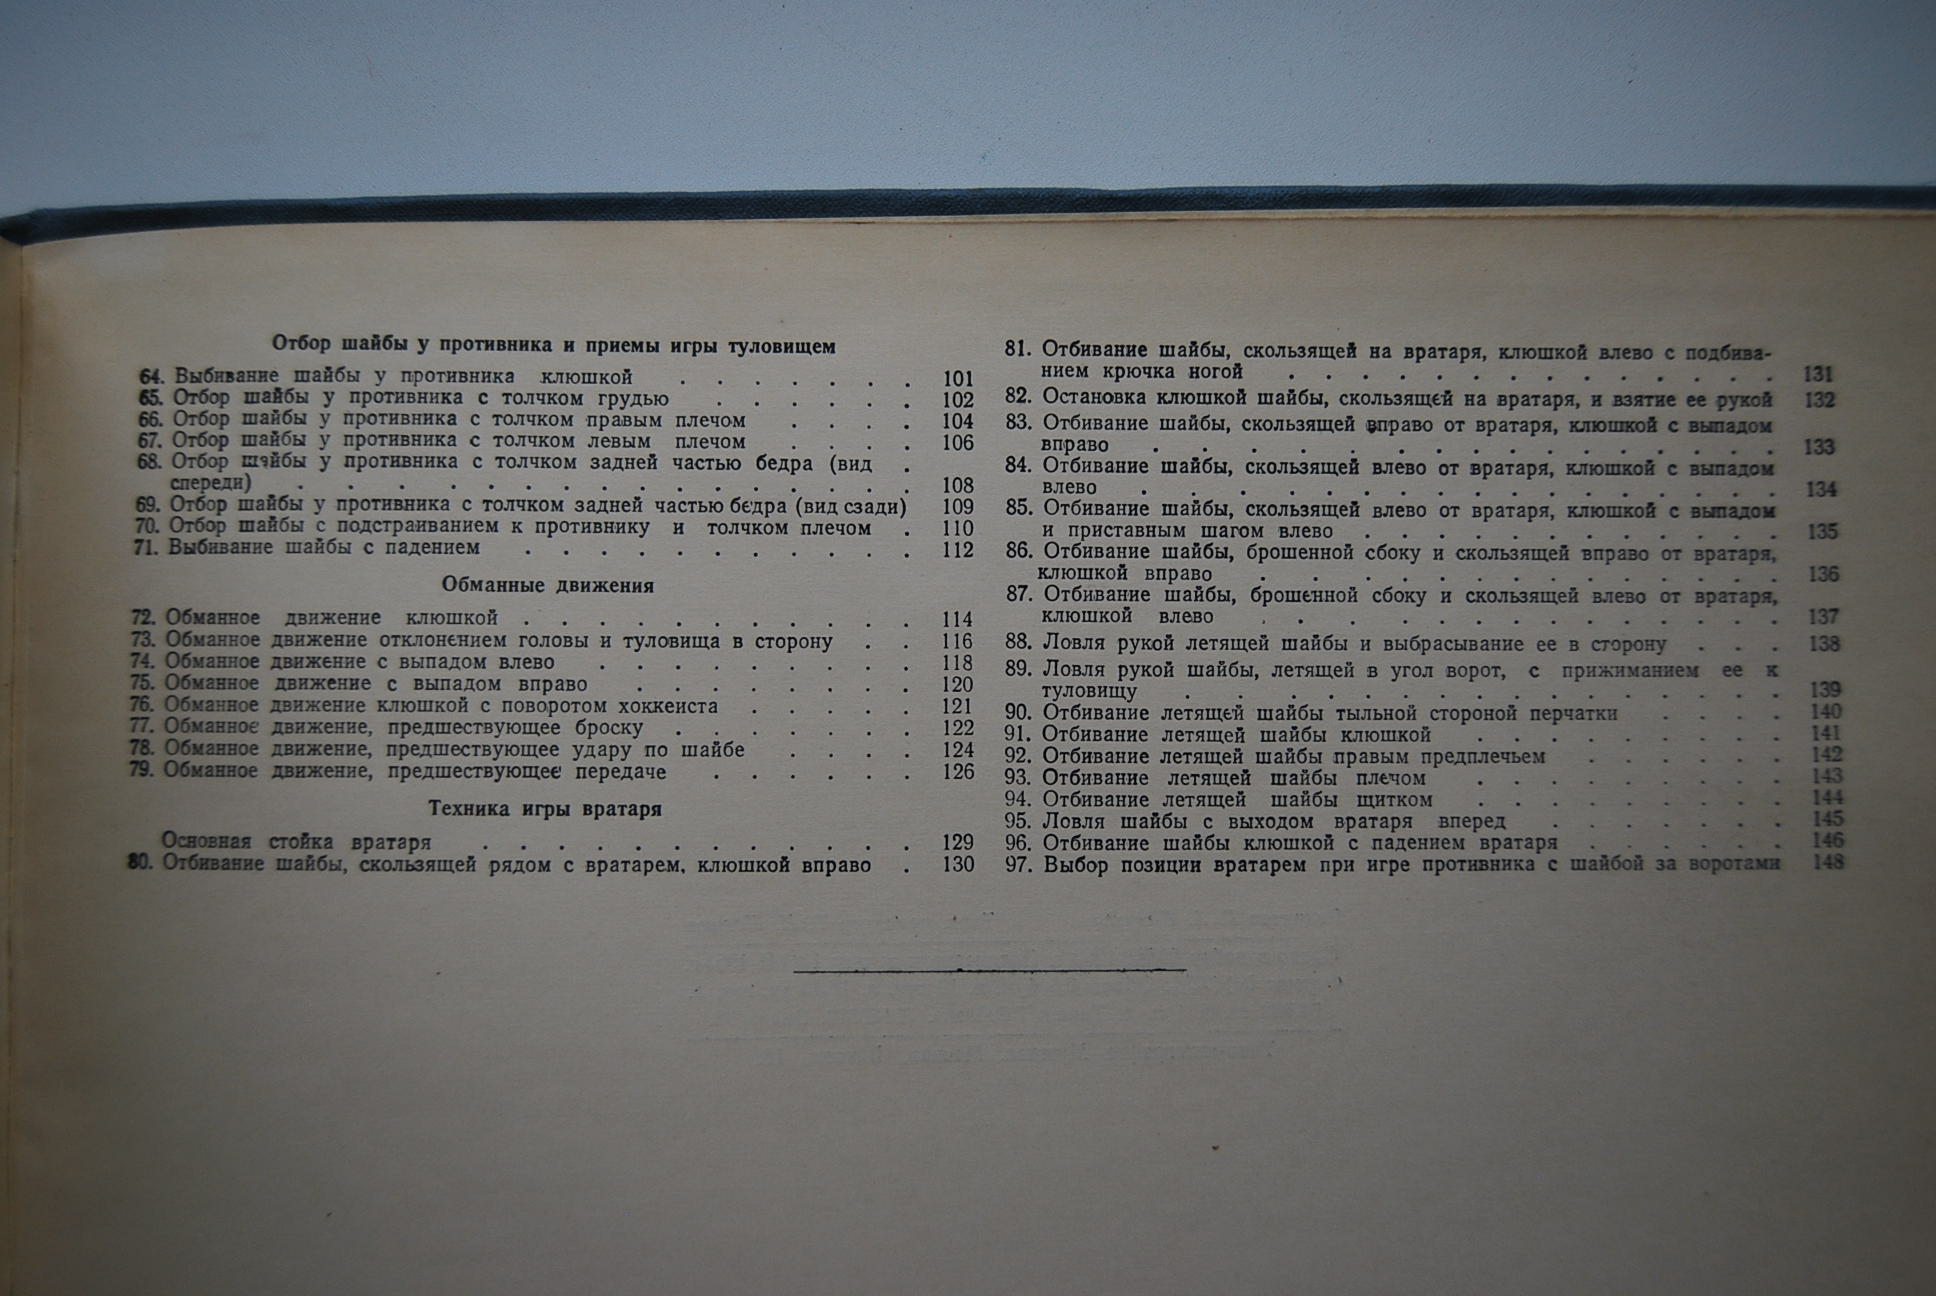 Отбор шайбы у противника и приемы игры туловищем
64. Выбивание шайбы у противника клюшкой . . . . . . . 101
65. Отбор шайбы у противника с толчком грудью . . . . . . 102
66. Отбор шайбы у противника с толчком правым плечом . . . . 104
67. Отбор шайбы у противника с толчком левым плечом . . . . 106
68. Отбор шайбы у противника с толчком задней частью бедра (вид .
спереди) . . . . . . . . . . . . . . . 108
69. Отбор шайбы у противника с толчком задней частью бедра (вид сзади) 109
70. Отбор шайбы с подстраиванием к противнику и толчком плечом . 110
71. Выбивание шайбы с падением . . . . . . . . . . . 112
Обманные движения
72. Обманное движение клюшкой . . . . . . . . . . . 114
73. Обманное движение отклонением головы и туловища в сторону . . 116
74. Обманное движение с выпадом влево . . . . . . . . . 118
75. Обманное движение с выпадом вправо . . . . . . . . 120
76. Обманное движение клюшкой с поворотом хоккеиста . . . . . 121
77. Обманное движение, предшествующее броску . . . . . . . 122
78. Обманное движение, предшествующее удару по шайбе . . . . 124
79. Обманное движение, предшествующее передаче . . . . . . 126
Техника игры вратаря
Основная стойка вратаря . . . . . . . . . . . . 129
80. Отбивание шайбы, скользящей рядом с вратарем, клюшкой вправо . 130
81. Отбивание шайбы, скользящей на вратаря, клюшкой влево с подбива-
нием крючка ногой . . . . . . . . . . . . . . 131
82. Остановка клюшкой шайбы, скользящей на вратаря, и взятие ее рукой 132
83. Отбивание шайбы, скользящей вправо от вратаря, клюшкой с выпадом
вправо . . . . . . . . . . . . . . . . 133
84. Отбивание шайбы, скользящей влево от вратаря, клюшкой с выпадом
влево . . . . . . . . . . . . . . . . . 134
85. Отбивание шайбы, скользящей влево от вратаря, клюшкой с выпадом
и приставным шагом влево . . . . . . . . . . . . 135
86. Отбивание шайбы, брошенной сбоку и скользящей вправо от вратаря,
клюшкой вправо . . . . . . . . . . . . . . 136
87. Отбивание шайбы, брошенной сбоку и скользящей влево от вратаря,
клюшкой влево . . . . . . . . . . . . . . 137
88. Ловля рукой летящей шайбы и выбрасывание ее в сторону . . . 138
89. Ловля рукой шайбы, летящей в угол ворот, с прижиманием ее к
туловищу . . . . . . . . . . . . . . . . 139
90. Отбивание летящей шайбы тыльной стороной перчатки . . . . 140
91. Отбивание летящей шайбы клюшкой . . . . . . . . . 141
92. Отбивание летящей шайбы правым предплечьем . . . . . . 142
93. Отбивание летящей шайбы плечом . . . . . . . . . 143
94. Отбивание летящей шайбы щитком . . . . . . . . . 144
95. Ловля шайбы с выходом вратаря вперед . . . . . . . 145
96. Отбивание шайбы клюшкой с падением вратаря . . . . . . 146
97. Выбор позиции вратарем при игре противника с шайбой за воротами 148